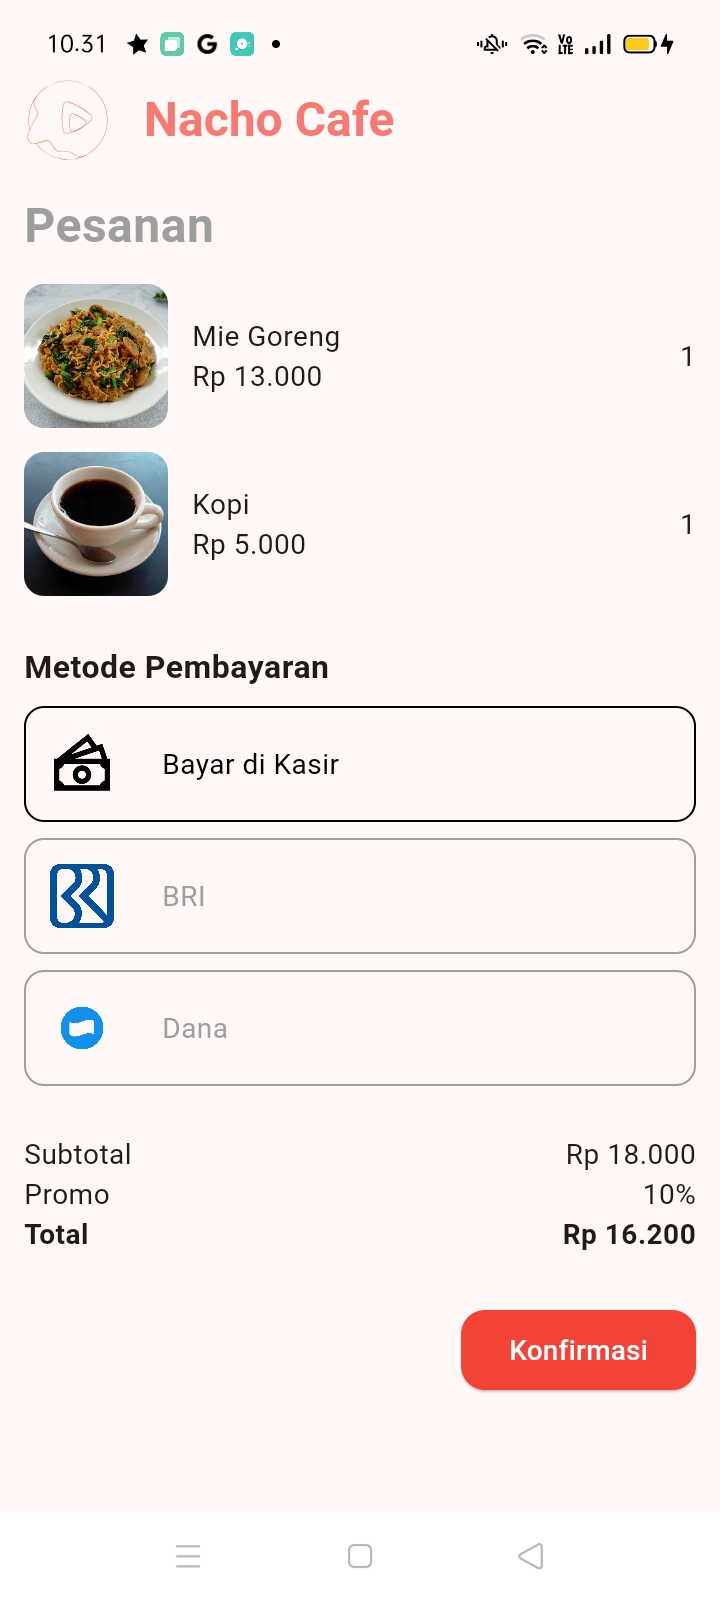 10.31
VoLTE
Nacho Cafe
Pesanan
Mie Goreng
Rp 13.000
1
Kopi
Rp 5.000
1
Metode Pembayaran
Bayar di Kasir
BRI
Dana
Subtotal Rp 18.000
Promo 10%
Total Rp 16.200
Konfirmasi